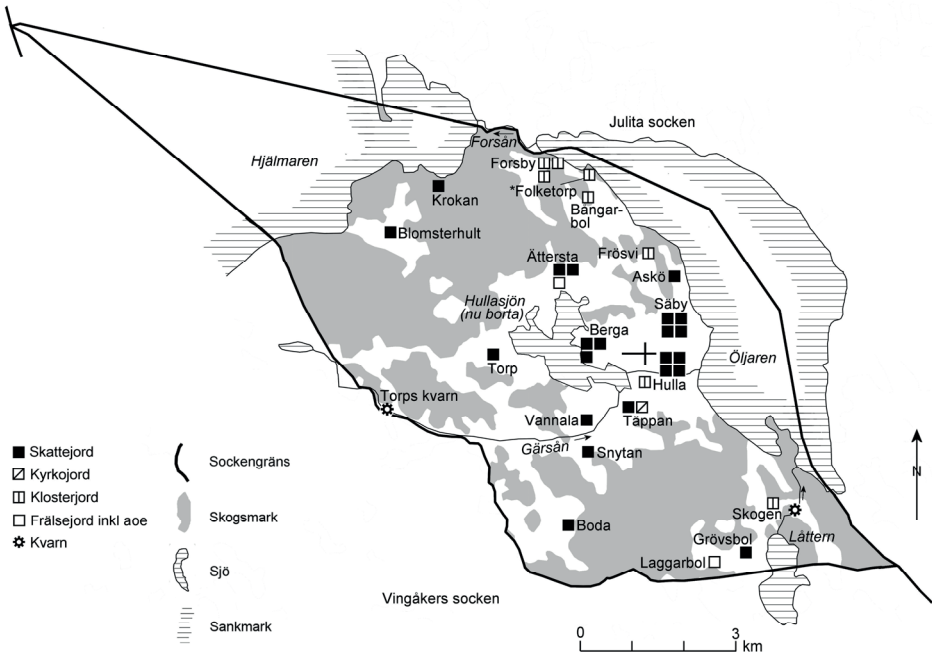 Julita socken
Forsån
Hjälmaren
Forsby
*Folketorp
Krokan
Bångar-
bol
Blomsterhult
Frösvi
Ättersta
Askö
Hullasjön
(nu borta)
Säby
Berga
Öljaren
Torp
Hulla
Torps kvarn
Täppan
Vannala
Gärsån
Snytan
Skattejord
Kyrkojord
Klosterjord
Frälsejord inkl aoe
Kvarn
Sockengräns
Skogsmark
Sjö
Sankmark
N
Skogen
Boda
Låttern
Grövsbol
Laggarbol
Vingåkers socken
0 3
km